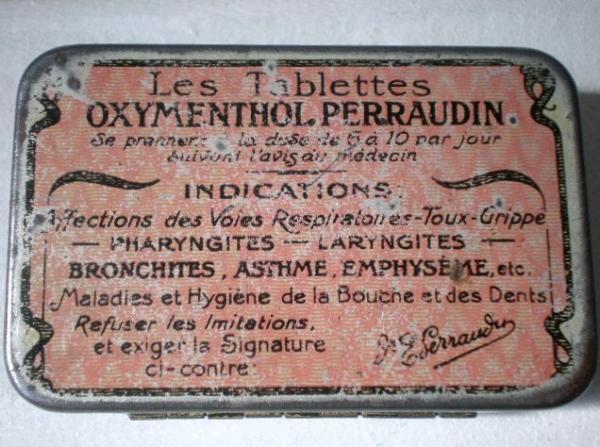 Les Tablettes
OXYMENTHOL PERRAUDIN
Se prennent à la dose de 6 à 10 par jour
suivant l'avis du médecin
INDICATIONS:
Affections des Voies Respiratoires-Toux-Grippe
— PHARYNGITES — LARYNGITES —
BRONCHITES, ASTHME, EMPHYSÈME, etc.
Maladies et Hygiène de la Bouche et des Dents
Refuser les Imitations,
et exiger la Signature
ci-contre:
E Perraudin